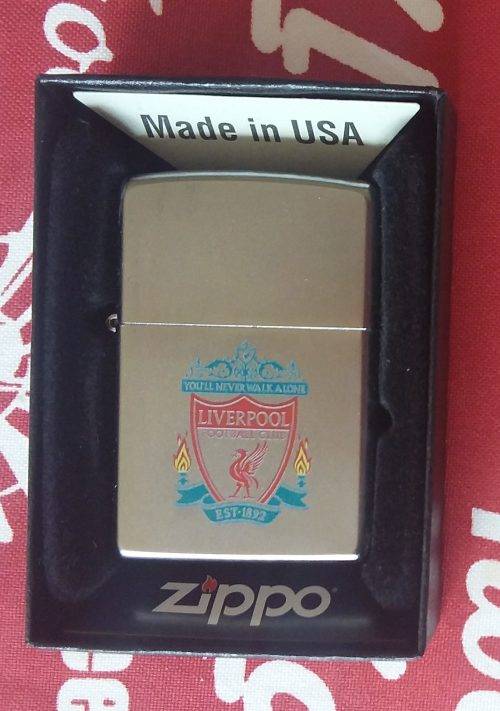 Made in USA
YOU'LL NEVER WALK ALONE
LIVERPOOL
FOOTBALL CLUB
EST·1892
zippo